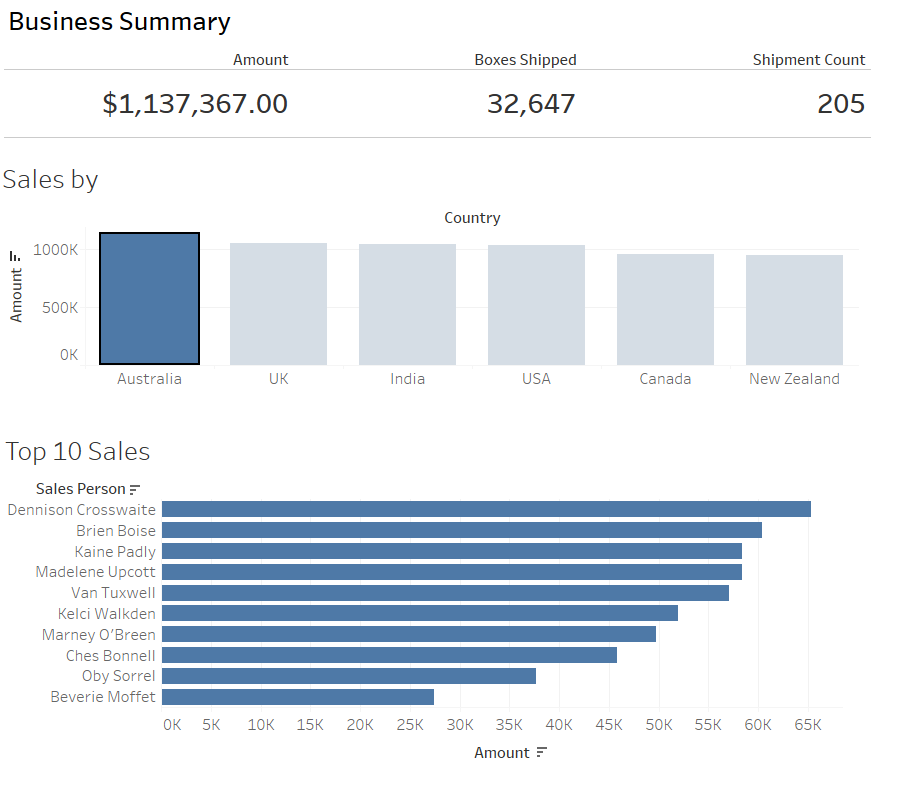 Business Summary
Amount Boxes Shipped Shipment Count
$1,137,367.00 32,647 205
Sales by
Country
Amount
1000K
500K
0K
Australia UK India USA Canada New Zealand
Top 10 Sales
Sales Person
Dennison Crosswaite
Brien Boise
Kaine Padly
Madelene Upcott
Van Tuxwell
Kelci Walkden
Marney O’Breen
Ches Bonnell
Oby Sorrel
Beverie Moffet
0K 5K 10K 15K 20K 25K 30K 35K 40K 45K 50K 55K 60K 65K
Amount